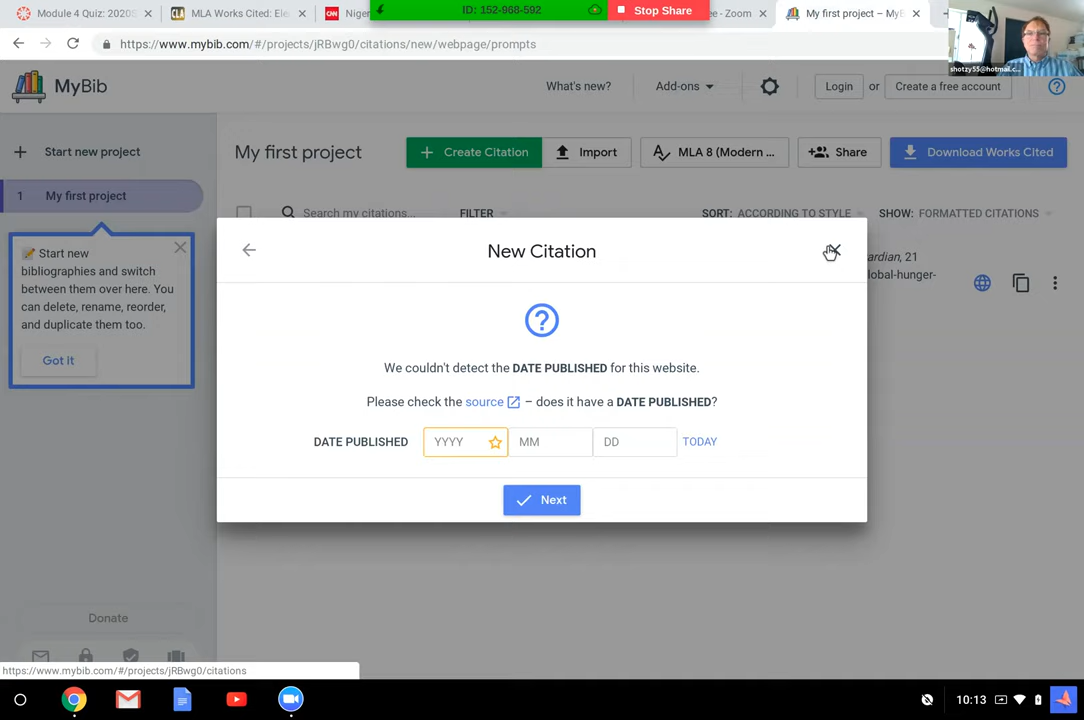 Module 4 Quiz: 20205
MLA Works Cited: Ele
Niger
ID: 152-968-592
Stop Share
ee - Zoom
My first project – MyB
https://www.mybib.com/#/projects/jRBwg0/citations/new/webpage/prompts
shotzy55@hotmail.c...
MyBib
What's new?
Add-ons
Login
or
Create a free account
Start new project
My first project
Create Citation
Import
MLA 8 (Modern ...
Share
Download Works Cited
1 My first project
Search my citations...
FILTER
SORT: ACCORDING TO STYLE
SHOW: FORMATTED CITATIONS
Start new
bibliographies and switch
between them over here. You
can delete, rename, reorder,
and duplicate them too.
Got it
New Citation
ardian, 21
lobal-hunger-
We couldn't detect the DATE PUBLISHED for this website.
Please check the source – does it have a DATE PUBLISHED?
DATE PUBLISHED
YYYY
MM
DD
TODAY
Next
Donate
https://www.mybib.com/#/projects/jRBwg0/citations
10:13